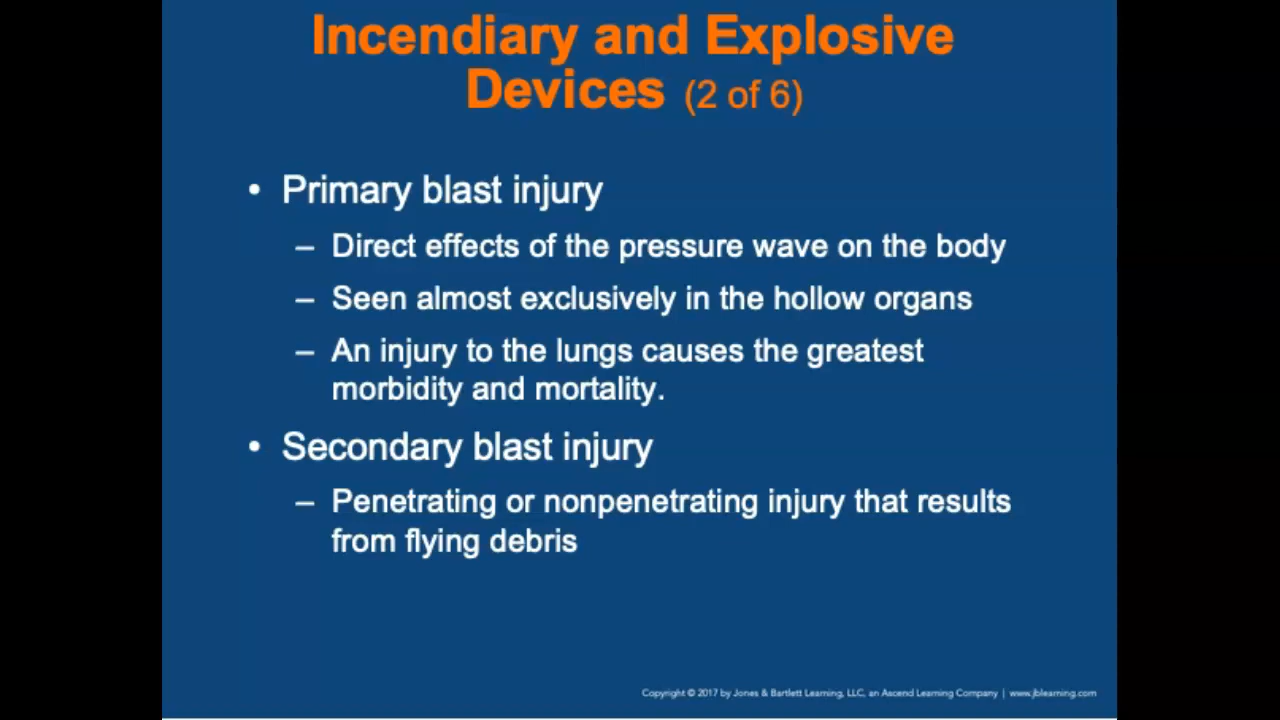 Incendiary and Explosive
Devices (2 of 6)
• Primary blast injury
– Direct effects of the pressure wave on the body
– Seen almost exclusively in the hollow organs
– An injury to the lungs causes the greatest
morbidity and mortality.
• Secondary blast injury
– Penetrating or nonpenetrating injury that results
from flying debris
Copyright © 2017 by Jones & Bartlett Learning, LLC, an Ascend Learning Company | www.jblearning.com